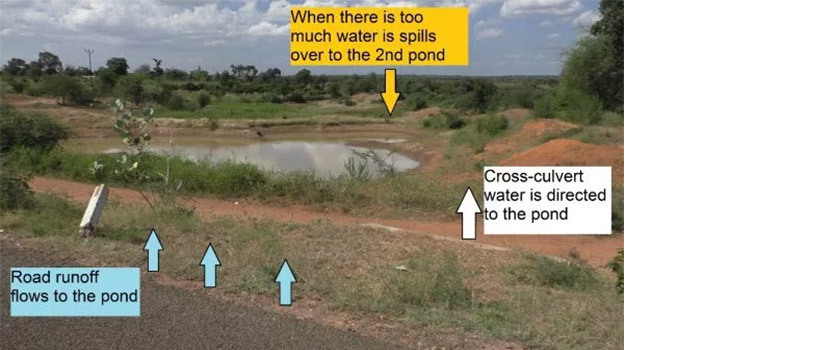 When there is too
much water is spills
over to the 2nd pond
Cross-culvert
water is directed
to the pond
Road runoff
flows to the pond